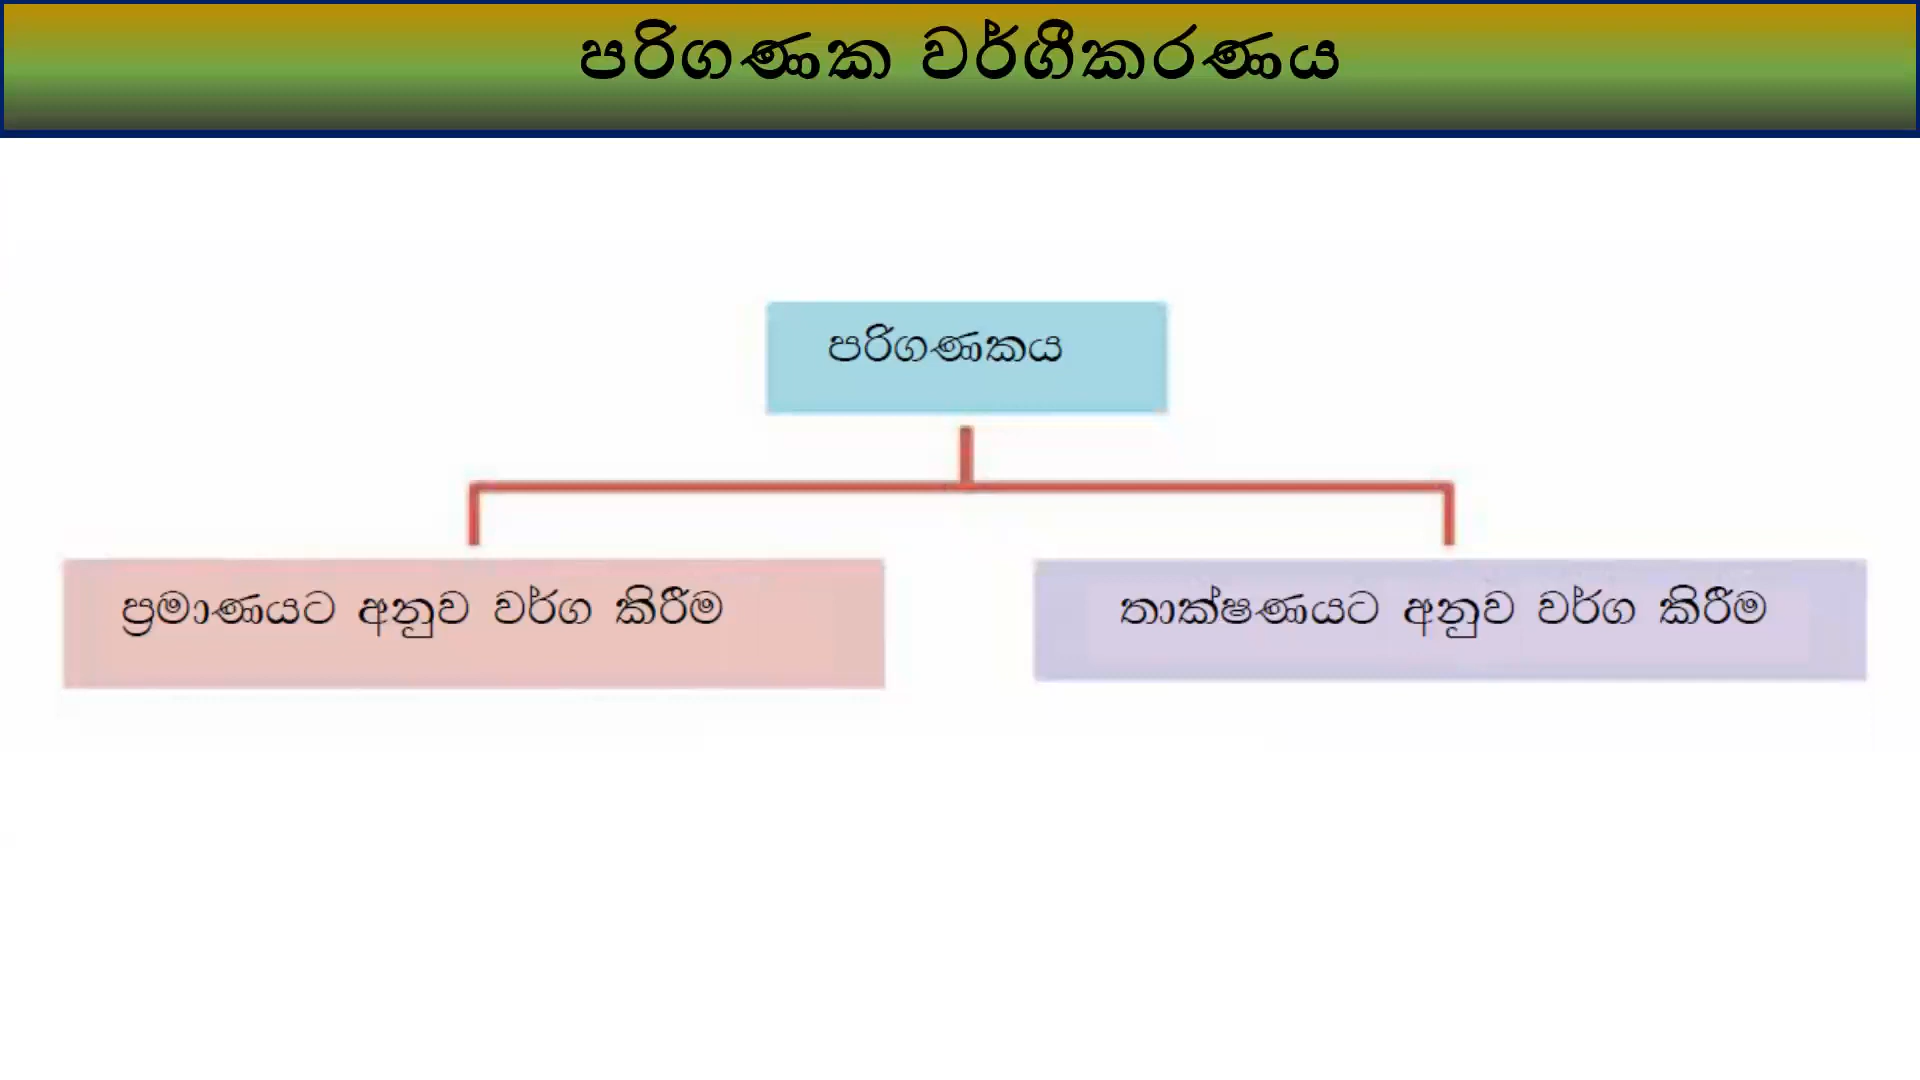 පරිගණක වර්ගීකරණය
පරිගණකය
ප්‍රමාණයට අනුව වර්ග කිරීම
තාක්ෂණයට අනුව වර්ග කිරීම